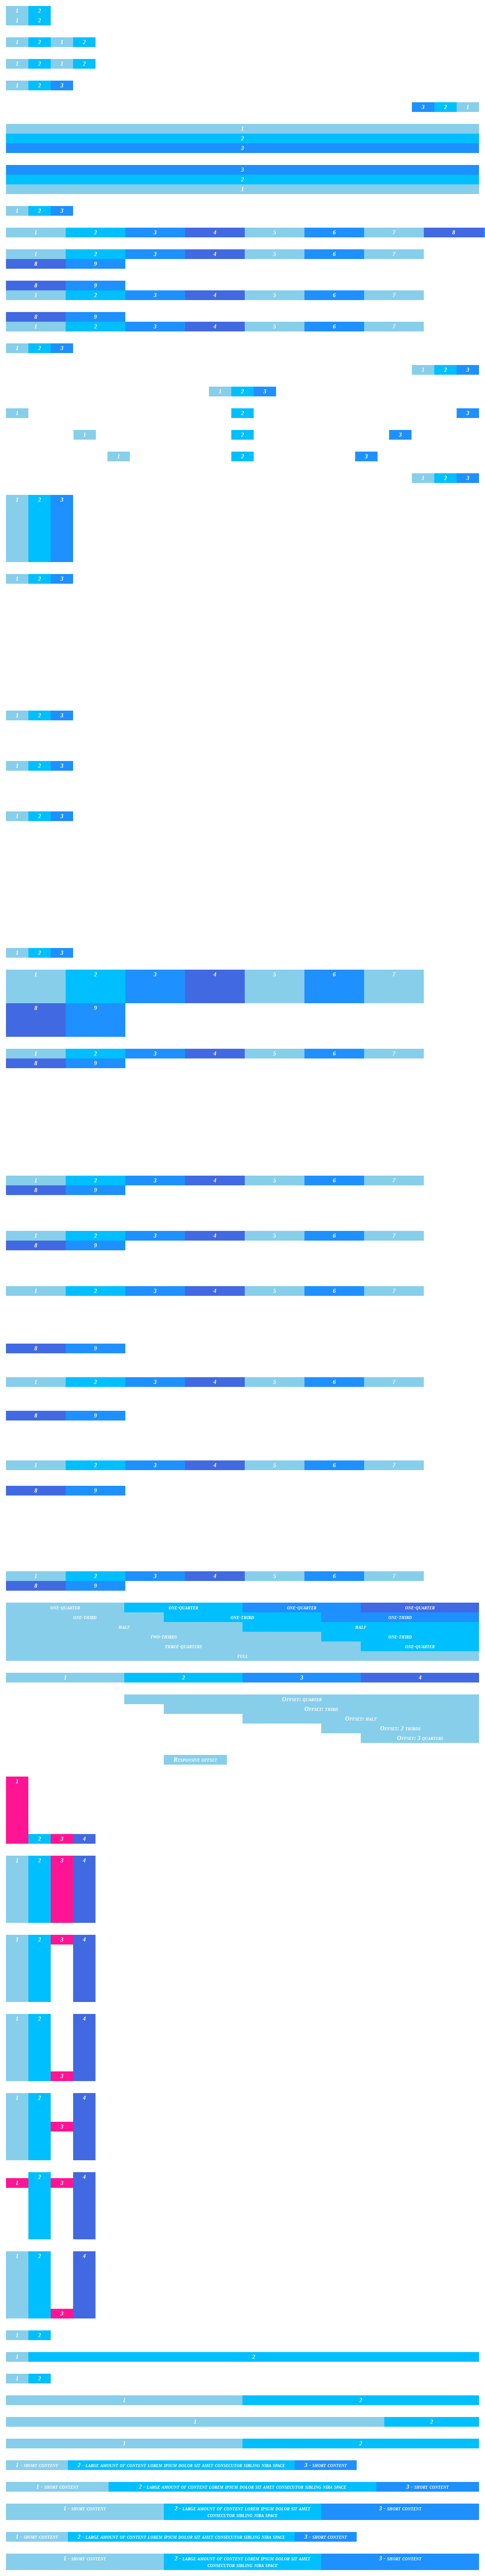 1 2
1 2
1 2 1 2
1 2 1 2
1 2 3
3 2 1
1
2
3
3
2
1
1 2 3
1 2 3 4 5 6 7 8
1 2 3 4 5 6 7
8 9
8 9
1 2 3 4 5 6 7
8 9
1 2 3 4 5 6 7
1 2 3
1 2 3
1 2 3
1 2 3
1 2 3
1 2 3
1 2 3
1 2 3
1 2 3
1 2 3
1 2 3
1 2 3
1 2 3
1 2 3 4 5 6 7
8 9
1 2 3 4 5 6 7
8 9
1 2 3 4 5 6 7
8 9
1 2 3 4 5 6 7
8 9
1 2 3 4 5 6 7
8 9
1 2 3 4 5 6 7
8 9
1 2 3 4 5 6 7
8 9
1 2 3 4 5 6 7
8 9
one-quarter one-quarter one-quarter one-quarter
one-third one-third one-third
half half
two-thirds one-third
three-quarters one-quarter
full
1 2 3 4
Offset: quarter
Offset: third
Offset: half
Offset: 2 thirds
Offset: 3 quarters
Responsive offset
1
2 3 4
1 2 3 4
1 2 3 4
1 2 4
3
1 2 4
3
2 4
1 3
1 2 4
3
1 2
1 2
1 2
1 2
1 2
1 2
1 - short content 2 - large amount of content lorem ipsum dolor sit amet consecutor sibling nira space 3 - short content
1 - short content 2 - large amount of content lorem ipsum dolor sit amet consecutor sibling nira space 3 - short content
1 - short content 2 - large amount of content lorem ipsum dolor sit amet 3 - short content
consecutor sibling nira space
1 - short content 2 - large amount of content lorem ipsum dolor sit amet consecutor sibling nira space 3 - short content
1 - short content 2 - large amount of content lorem ipsum dolor sit amet 3 - short content
consecutor sibling nira space